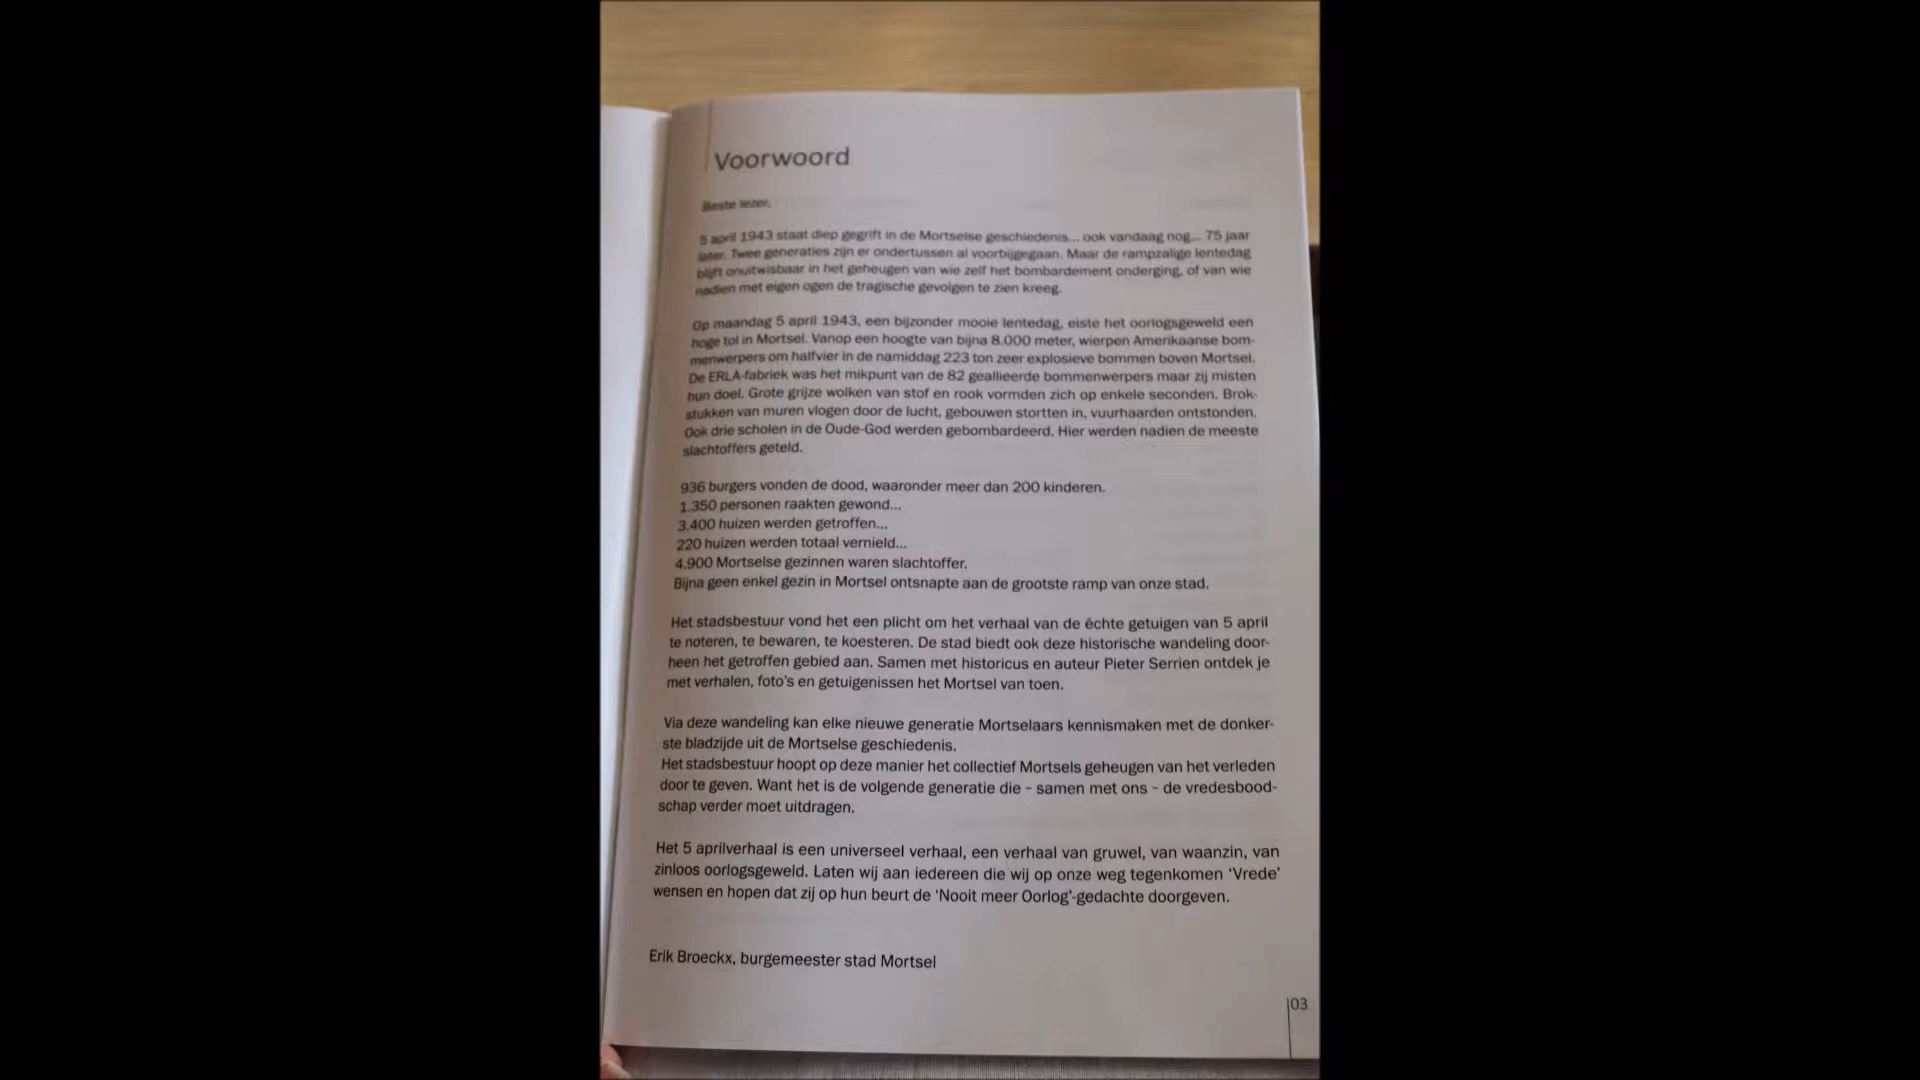 Voorwoord
Beste lezer,
5 april 1943 staat diep gegrift in de Mortselse geschiedenis... ook vandaag nog... 75 jaar
later. Twee generaties zijn er ondertussen al voorbijgegaan. Maar de rampzalige lentedag
blijft onuitwisbaar in het geheugen van wie zelf het bombardement onderging, of van wie
nadien met eigen ogen de tragische gevolgen te zien kreeg.
Op maandag 5 april 1943, een bijzonder mooie lentedag, eiste het oorlogsgeweld een
hoge tol in Mortsel. Vanop een hoogte van bijna 8.000 meter, wierpen Amerikaanse bom-
menwerpers om halfvier in de namiddag 223 ton zeer explosieve bommen boven Mortsel.
De ERLA-fabriek was het mikpunt van de 82 geallieerde bommenwerpers maar zij misten
hun doel. Grote grijze wolken van stof en rook vormden zich op enkele seconden. Brok-
stukken van muren vlogen door de lucht, gebouwen stortten in, vuurhaarden ontstonden.
Ook drie scholen in de Oude-God werden gebombardeerd. Hier werden nadien de meeste
slachtoffers geteld.
936 burgers vonden de dood, waaronder meer dan 200 kinderen.
1.350 personen raakten gewond...
3.400 huizen werden getroffen...
220 huizen werden totaal vernield...
4.900 Mortselse gezinnen waren slachtoffer.
Bijna geen enkel gezin in Mortsel ontsnapte aan de grootste ramp van onze stad.
Het stadsbestuur vond het een plicht om het verhaal van de échte getuigen van 5 april
te noteren, te bewaren, te koesteren. De stad biedt ook deze historische wandeling door-
heen het getroffen gebied aan. Samen met historicus en auteur Pieter Serrien ontdek je
met verhalen, foto's en getuigenissen het Mortsel van toen.
Via deze wandeling kan elke nieuwe generatie Mortselaars kennismaken met de donker-
ste bladzijde uit de Mortselse geschiedenis.
Het stadsbestuur hoopt op deze manier het collectief Mortsels geheugen van het verleden
door te geven. Want het is de volgende generatie die – samen met ons – de vredesbood-
schap verder moet uitdragen.
Het 5 aprilverhaal is een universeel verhaal, een verhaal van gruwel, van waanzin, van
zinloos oorlogsgeweld. Laten wij aan iedereen die wij op onze weg tegenkomen 'Vrede'
wensen en hopen dat zij op hun beurt de 'Nooit meer Oorlog'-gedachte doorgeven.
Erik Broeckx, burgemeester stad Mortsel
03